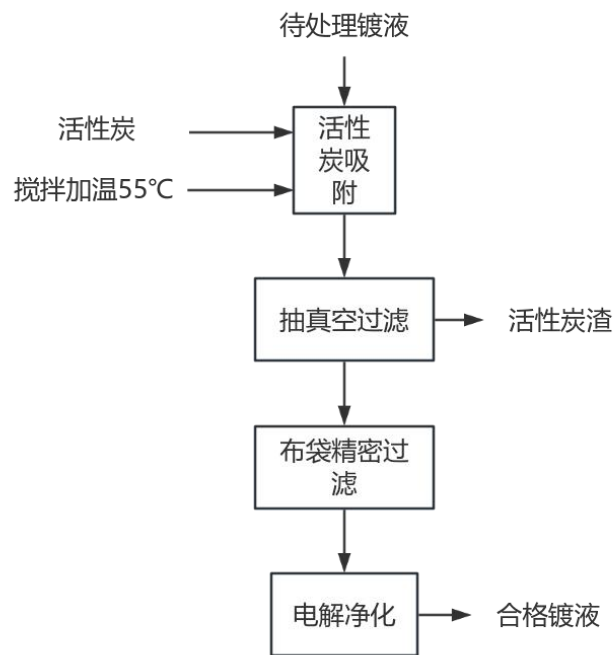 待处理镀液
活性炭
搅拌加温55℃
活性
炭吸
附
抽真空过滤
活性炭渣
布袋精密过
滤
电解净化
合格镀液